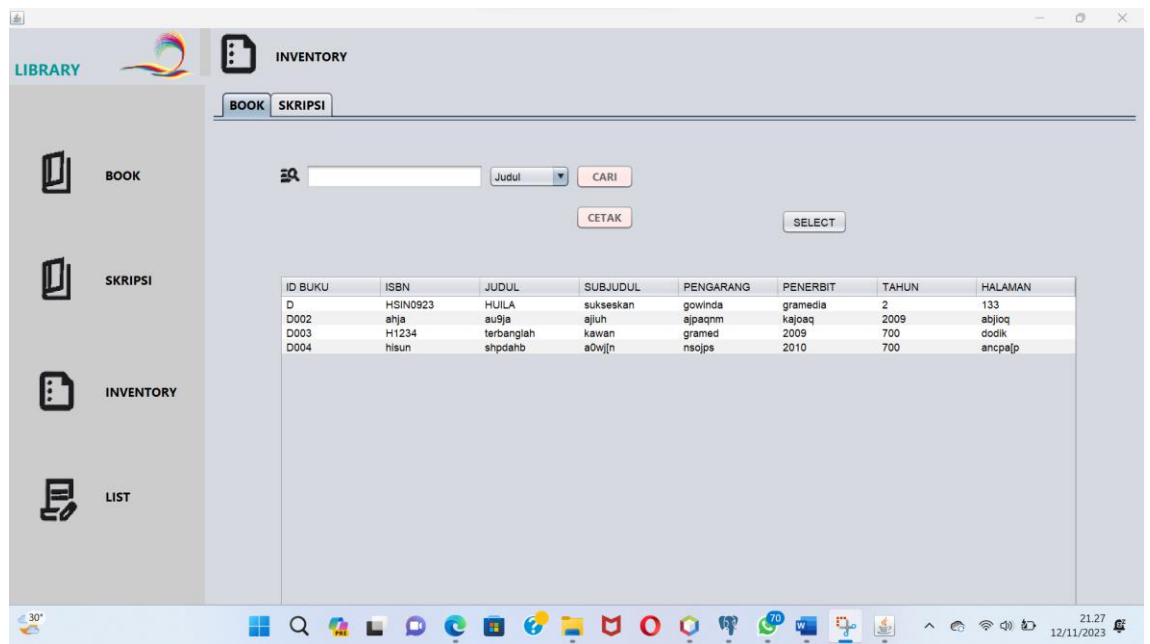 LIBRARY
INVENTORY
BOOK SKRIPSI
BOOK
Judul CARI
CETAK SELECT
SKRIPSI
ID BUKU ISBN JUDUL SUBJUDUL PENGARANG PENERBIT TAHUN HALAMAN
D HSIN0923 HUILA sukseskan gowinda gramedia 2 133
D002 ahja au9ja ajiuh ajpaqnm kajoaq 2009 abjioq
D003 H1234 terbanglah kawan gramed 2009 700 dodik
D004 hisun shpdahb a0wj[n nsojps 2010 700 ancpa[p
INVENTORY
LIST
30° PRE 70 21.27
12/11/2023